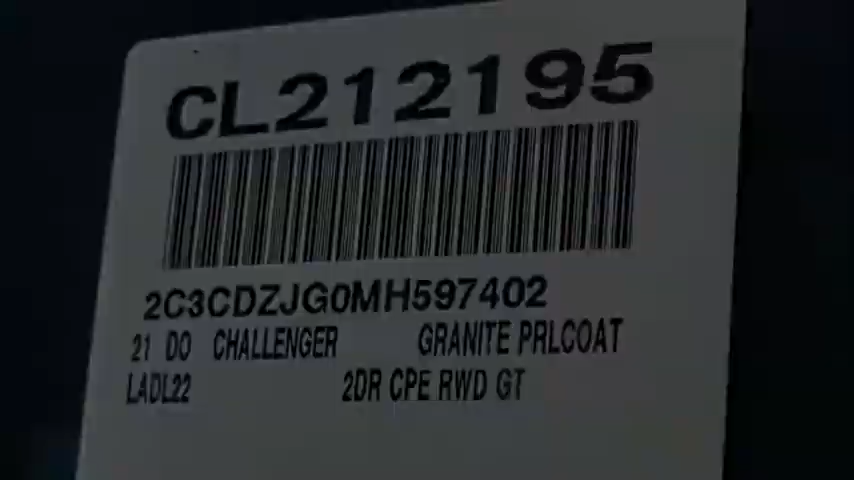 CL212195
2C3CDZJG0MH597402
21 DO CHALLENGER GRANITE PRLCOAT
LADL22 2DR CPE RWD GT